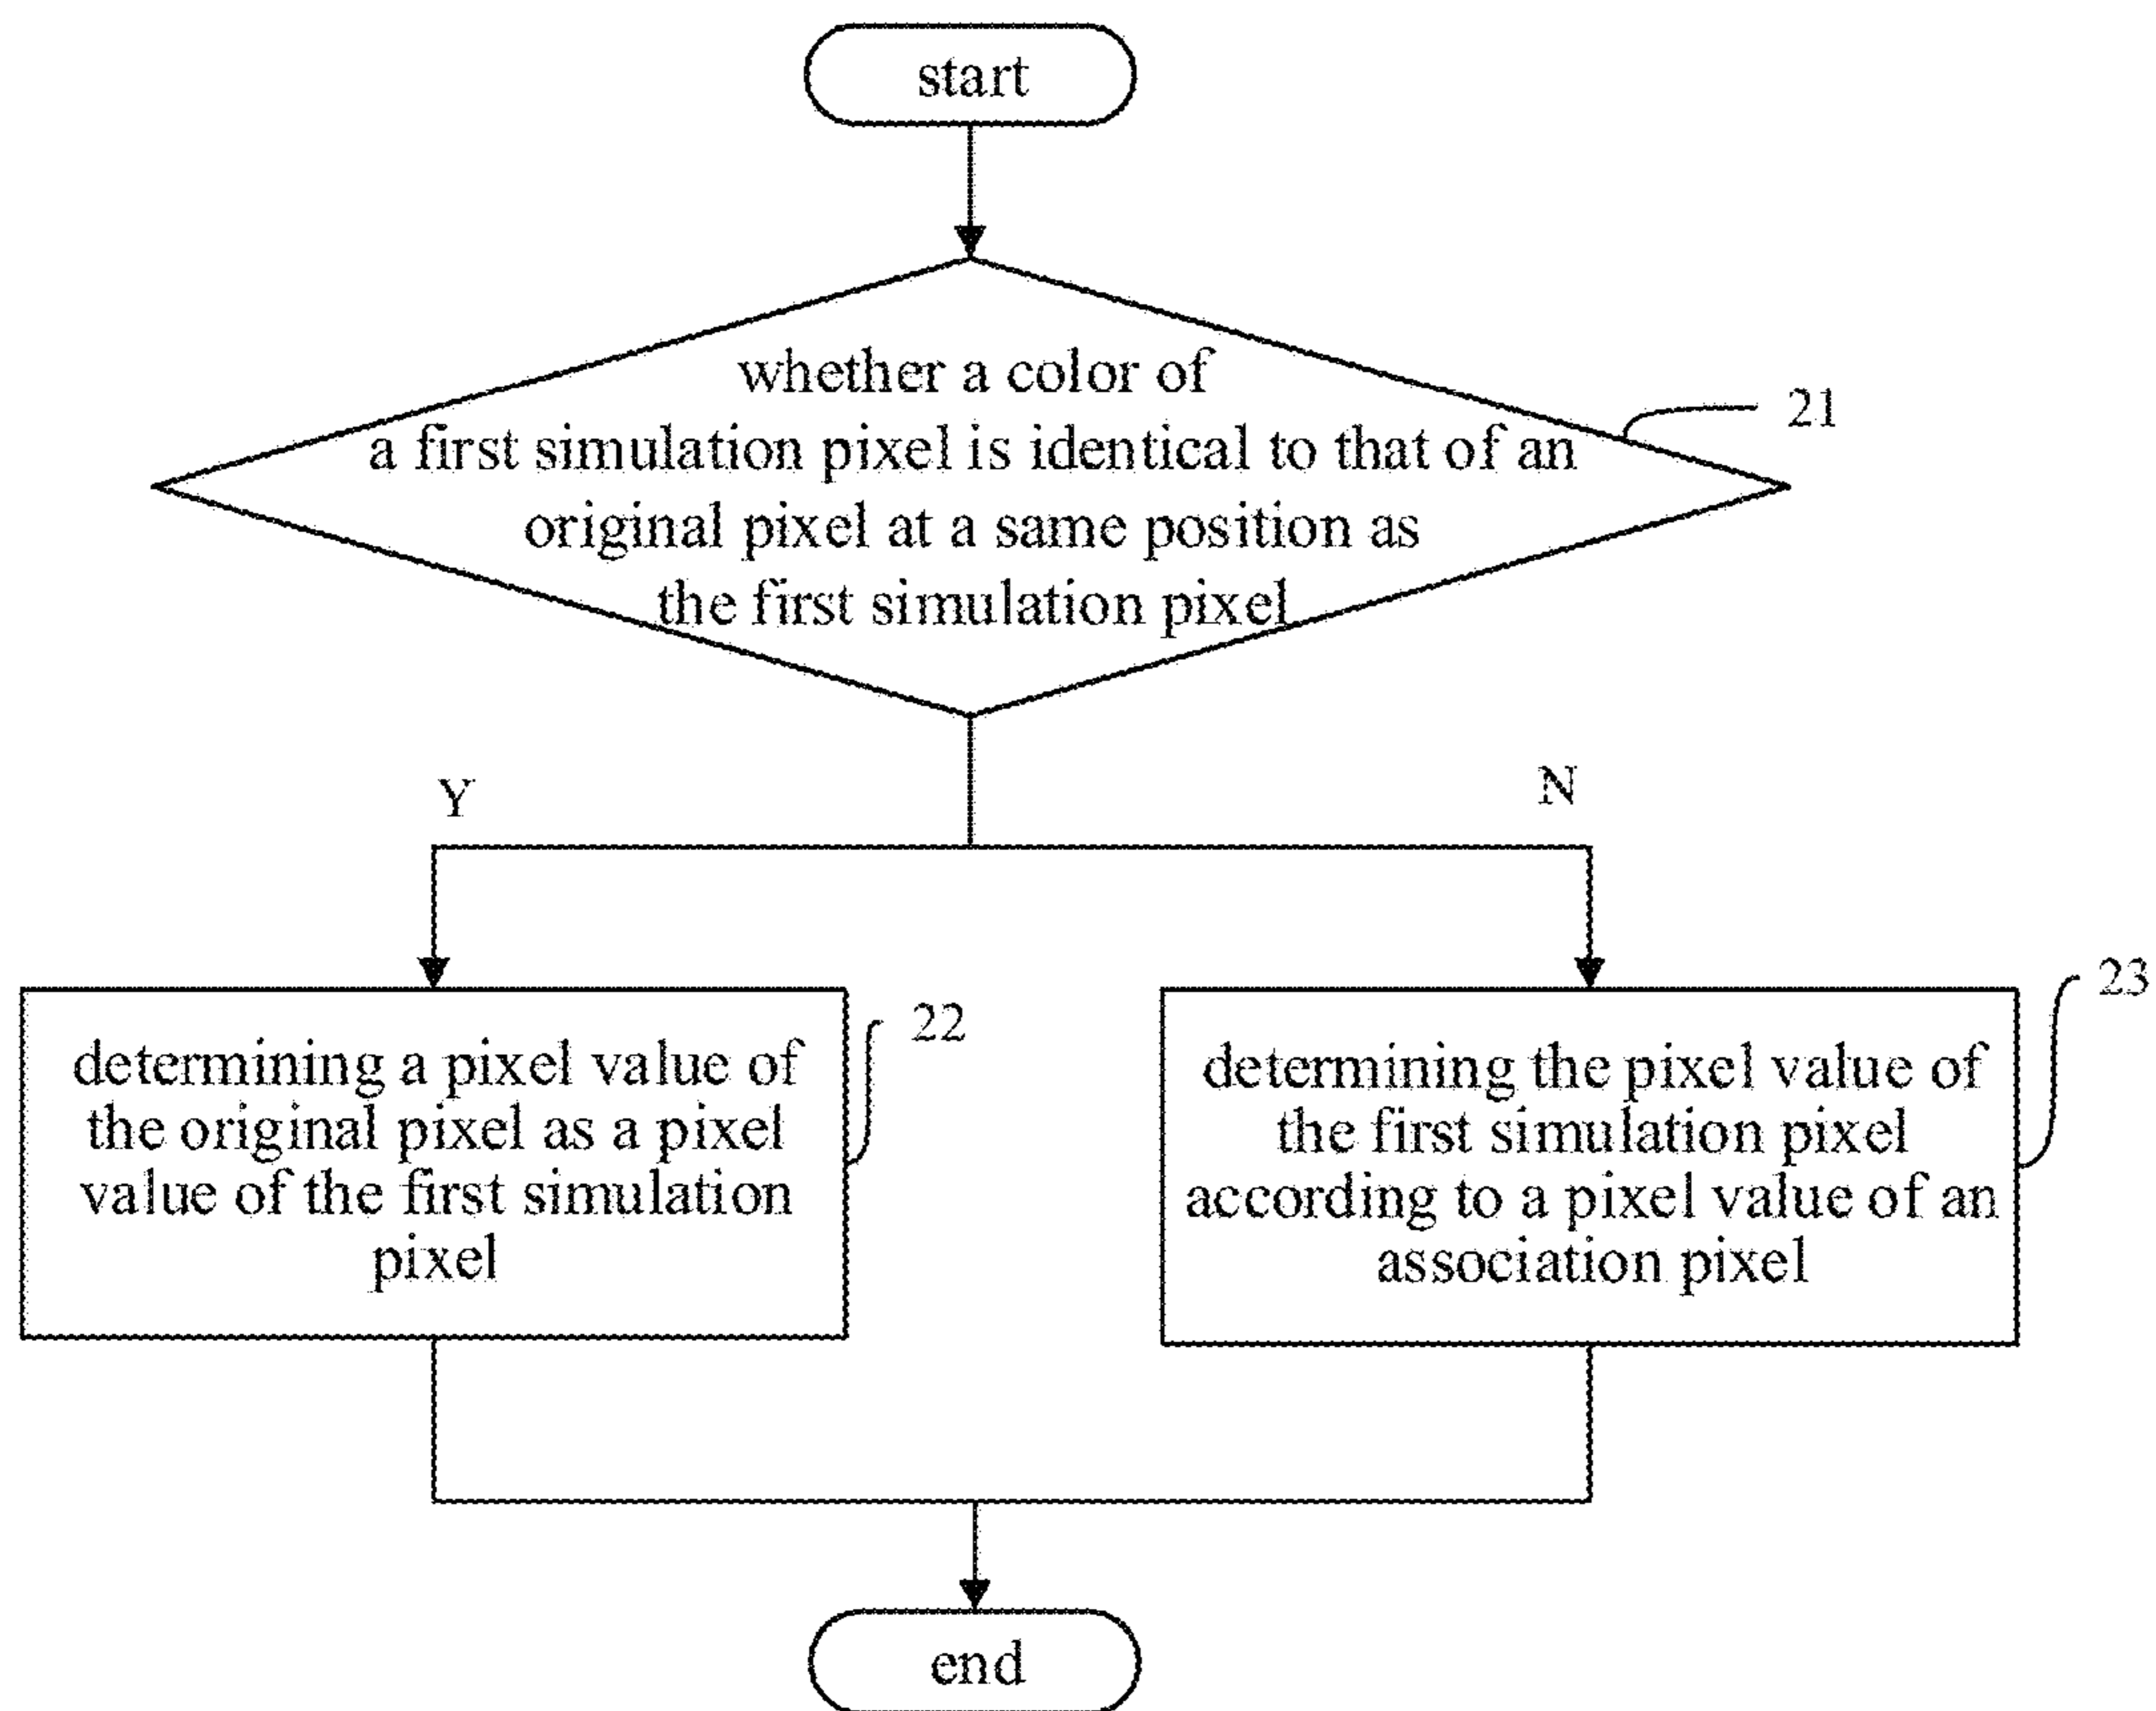 start
whether a color of
a first simulation pixel is identical to that of an
original pixel at a same position as
the first simulation pixel
21
Y
N
determining a pixel value of
the original pixel as a pixel
value of the first simulation
pixel
22
determining the pixel value of
the first simulation pixel
according to a pixel value of an
association pixel
23
end